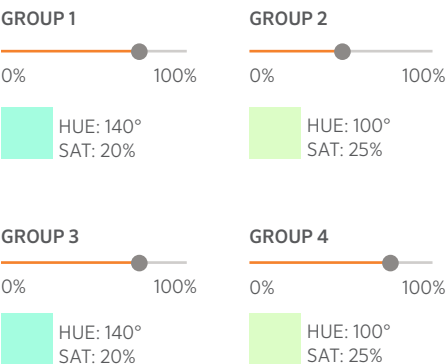 GROUP 1
0% 100%
HUE: 140°
SAT: 20%
GROUP 2
0% 100%
HUE: 100°
SAT: 25%
GROUP 3
0% 100%
HUE: 140°
SAT: 20%
GROUP 4
0% 100%
HUE: 100°
SAT: 25%